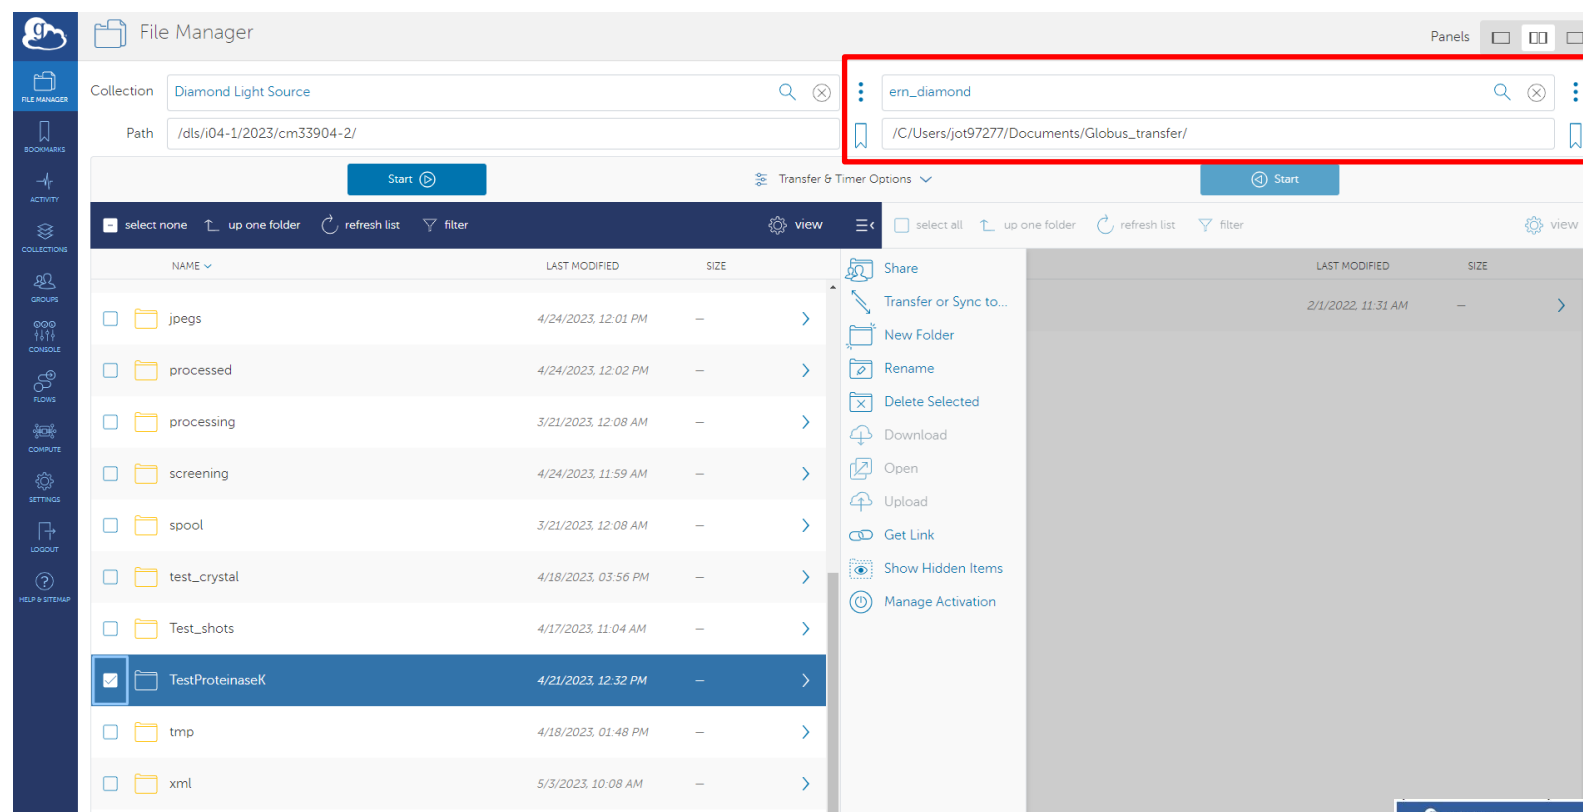 File Manager
Panels
FILE MANAGER
BOOKMARKS
ACTIVITY
COLLECTIONS
GROUPS
CONSOLE
FLOWS
COMPUTE
SETTINGS
LOGOUT
HELP & SITEMAP
Collection Diamond Light Source
Path /dls/i04-1/2023/cm33904-2/
ern_diamond
/C/Users/jot97277/Documents/Globus_transfer/
Start Transfer & Timer Options Start
select none up one folder refresh list filter view
select all up one folder refresh list filter view
NAME LAST MODIFIED SIZE
jpegs 4/24/2023, 12:01 PM —
processed 4/24/2023, 12:02 PM —
processing 3/21/2023, 12:08 AM —
screening 4/24/2023, 11:59 AM —
spool 3/21/2023, 12:08 AM —
test_crystal 4/18/2023, 03:56 PM —
Test_shots 4/17/2023, 11:04 AM —
TestProteinaseK 4/21/2023, 12:32 PM —
tmp 4/18/2023, 01:48 PM —
xml 5/3/2023, 10:08 AM —
Share
Transfer or Sync to...
New Folder
Rename
Delete Selected
Download
Open
Upload
Get Link
Show Hidden Items
Manage Activation
LAST MODIFIED SIZE
2/1/2022, 11:31 AM —